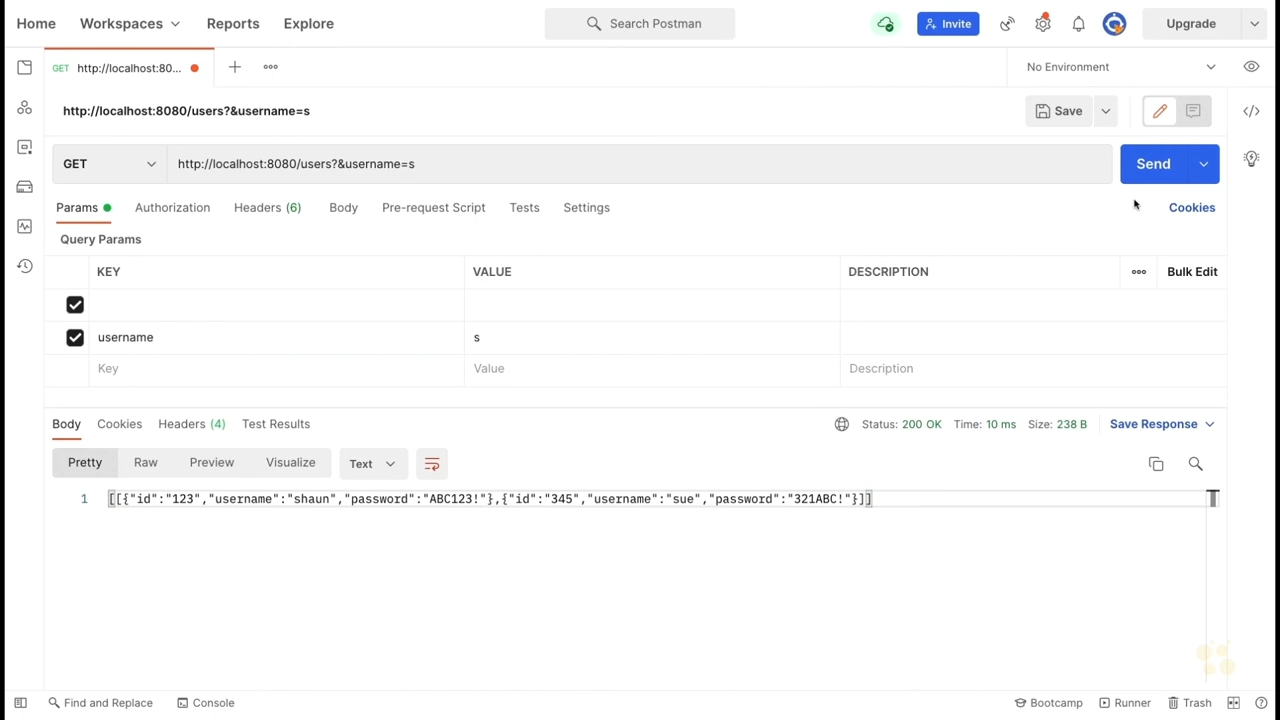 Home Workspaces Reports Explore Search Postman Invite Upgrade
GET http://localhost:80... No Environment
http://localhost:8080/users?&username=s Save
GET http://localhost:8080/users?&username=s Send
Params Authorization Headers (6) Body Pre-request Script Tests Settings Cookies
Query Params
KEY VALUE DESCRIPTION Bulk Edit
username s
Key Value Description
Body Cookies Headers (4) Test Results Status: 200 OK Time: 10 ms Size: 238 B Save Response
Pretty Raw Preview Visualize Text
1 [[{"id":"123","username":"shaun","password":"ABC123!"},{"id":"345","username":"sue","password":"321ABC!"}]]
Find and Replace Console Bootcamp Runner Trash